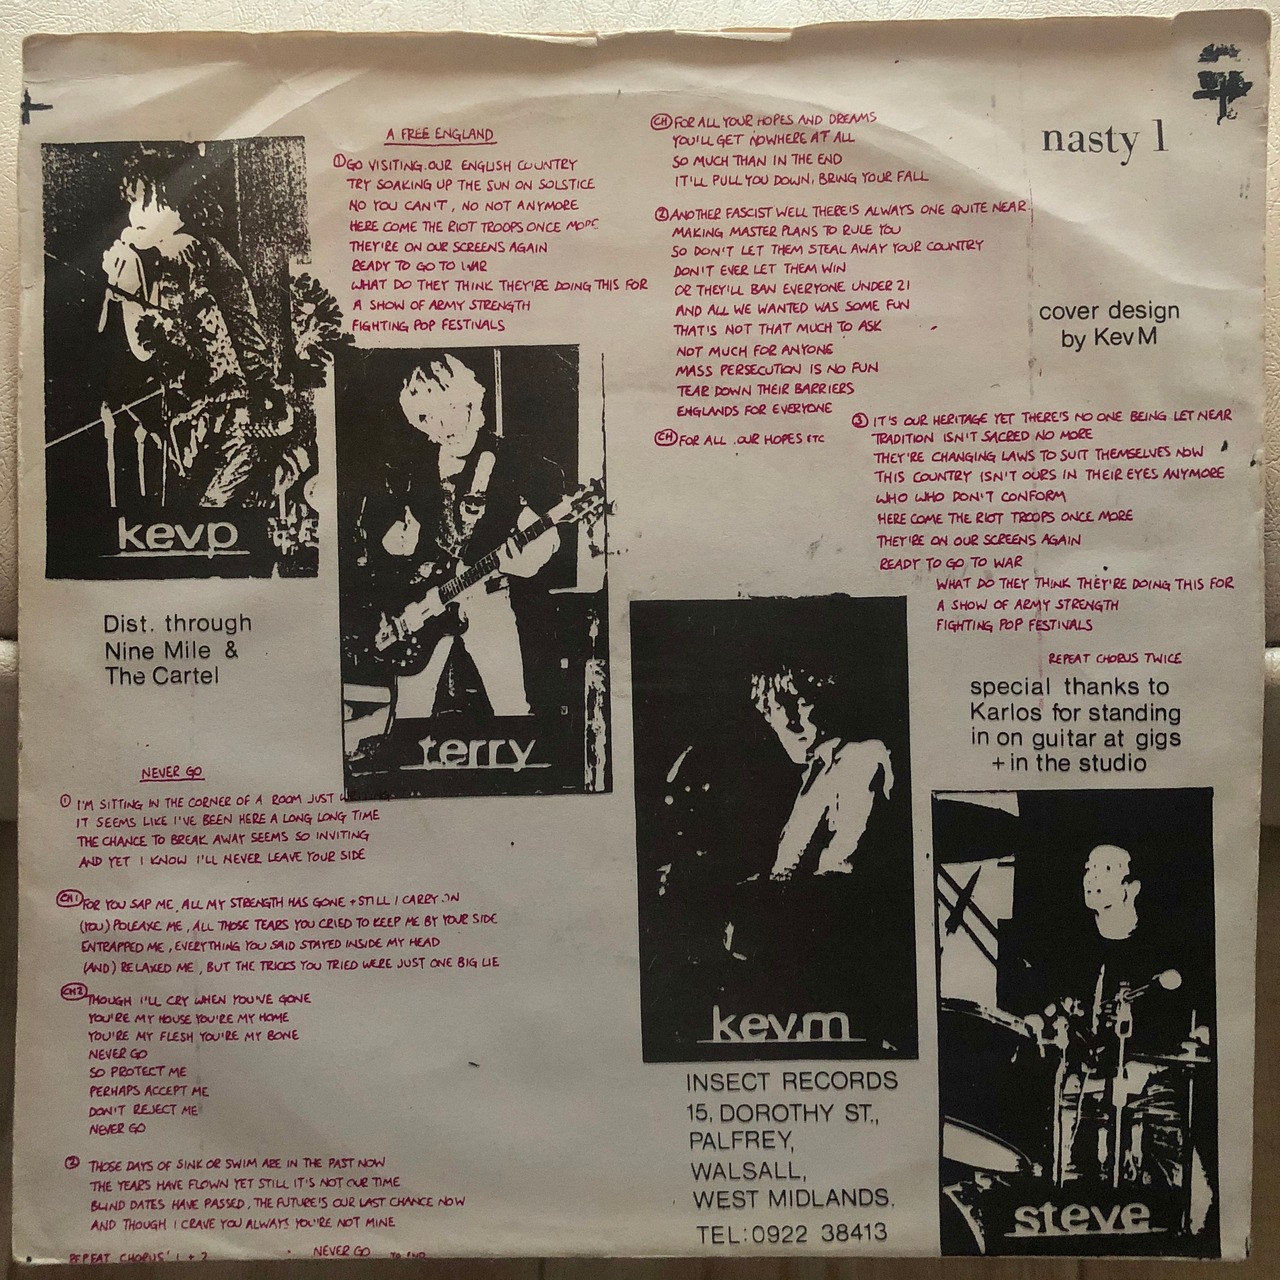 A FREE ENGLAND
① GO VISITING OUR ENGLISH COUNTRY
TRY SOAKING UP THE SUN ON SOLSTICE
NO YOU CAN'T, NO NOT ANYMORE
HERE COME THE RIOT TROOPS ONCE MORE
THEY'RE ON OUR SCREENS AGAIN
READY TO GO TO WAR
WHAT DO THEY THINK THEY'RE DOING THIS FOR
A SHOW OF ARMY STRENGTH
FIGHTING POP FESTIVALS
CH FOR ALL YOUR HOPES AND DREAMS
YOU'LL GET NOWHERE AT ALL
SO MUCH THAN IN THE END
IT'LL PULL YOU DOWN, BRING YOUR FALL
② ANOTHER FASCIST WELL THERE'S ALWAYS ONE QUITE NEAR
MAKING MASTER PLANS TO RULE YOU
SO DON'T LET THEM STEAL AWAY YOUR COUNTRY
DON'T EVER LET THEM WIN
OR THEY'LL BAN EVERYONE UNDER 21
AND ALL WE WANTED WAS SOME FUN
THAT'S NOT THAT MUCH TO ASK
NOT MUCH FOR ANYONE
MASS PERSECUTION IS NO FUN
TEAR DOWN THEIR BARRIERS
ENGLANDS FOR EVERYONE
CH FOR ALL OUR HOPES ETC
③ IT'S OUR HERITAGE YET THERE'S NO ONE BEING LET NEAR
TRADITION ISN'T SACRED NO MORE
THEY'RE CHANGING LAWS TO SUIT THEMSELVES NOW
THIS COUNTRY ISN'T OURS IN THEIR EYES ANYMORE
WHO WHO DON'T CONFORM
HERE COME THE RIOT TROOPS ONCE MORE
THEY'RE ON OUR SCREENS AGAIN
READY TO GO TO WAR
WHAT DO THEY THINK THEY'RE DOING THIS FOR
A SHOW OF ARMY STRENGTH
FIGHTING POP FESTIVALS
REPEAT CHORUS TWICE
nasty 1
cover design
by Kev M
kevp
terry
Dist. through
Nine Mile &
The Cartel
special thanks to
Karlos for standing
in on guitar at gigs
+ in the studio
NEVER GO
① I'M SITTING IN THE CORNER OF A ROOM JUST
IT SEEMS LIKE I'VE BEEN HERE A LONG LONG TIME
THE CHANCE TO BREAK AWAY SEEMS SO INVITING
AND YET I KNOW I'LL NEVER LEAVE YOUR SIDE
CH1 FOR YOU SAP ME, ALL MY STRENGTH HAS GONE + STILL I CARRY ON
(YOU) POLEAXE ME, ALL THOSE TEARS YOU CRIED TO KEEP ME BY YOUR SIDE
ENTRAPPED ME, EVERYTHING YOU SAID STAYED INSIDE MY HEAD
(AND) RELAXED ME, BUT THE TRICKS YOU TRIED WERE JUST ONE BIG LIE
CH2 THOUGH I'LL CRY WHEN YOU'VE GONE
YOU'RE MY HOUSE YOU'RE MY HOME
YOU'RE MY FLESH YOU'RE MY BONE
NEVER GO
SO PROTECT ME
PERHAPS ACCEPT ME
DON'T REJECT ME
NEVER GO
② THOSE DAYS OF SINK OR SWIM ARE IN THE PAST NOW
THE YEARS HAVE FLOWN YET STILL IT'S NOT OUR TIME
BLIND DATES HAVE PASSED, THE FUTURE'S OUR LAST CHANCE NOW
AND THOUGH I CRAVE YOU ALWAYS YOU'RE NOT MINE
REPEAT CHORUS 1 + 2 NEVER GO TO END
kev.m
INSECT RECORDS
15, DOROTHY ST.,
PALFREY,
WALSALL,
WEST MIDLANDS.
TEL: 0922 38413
steve